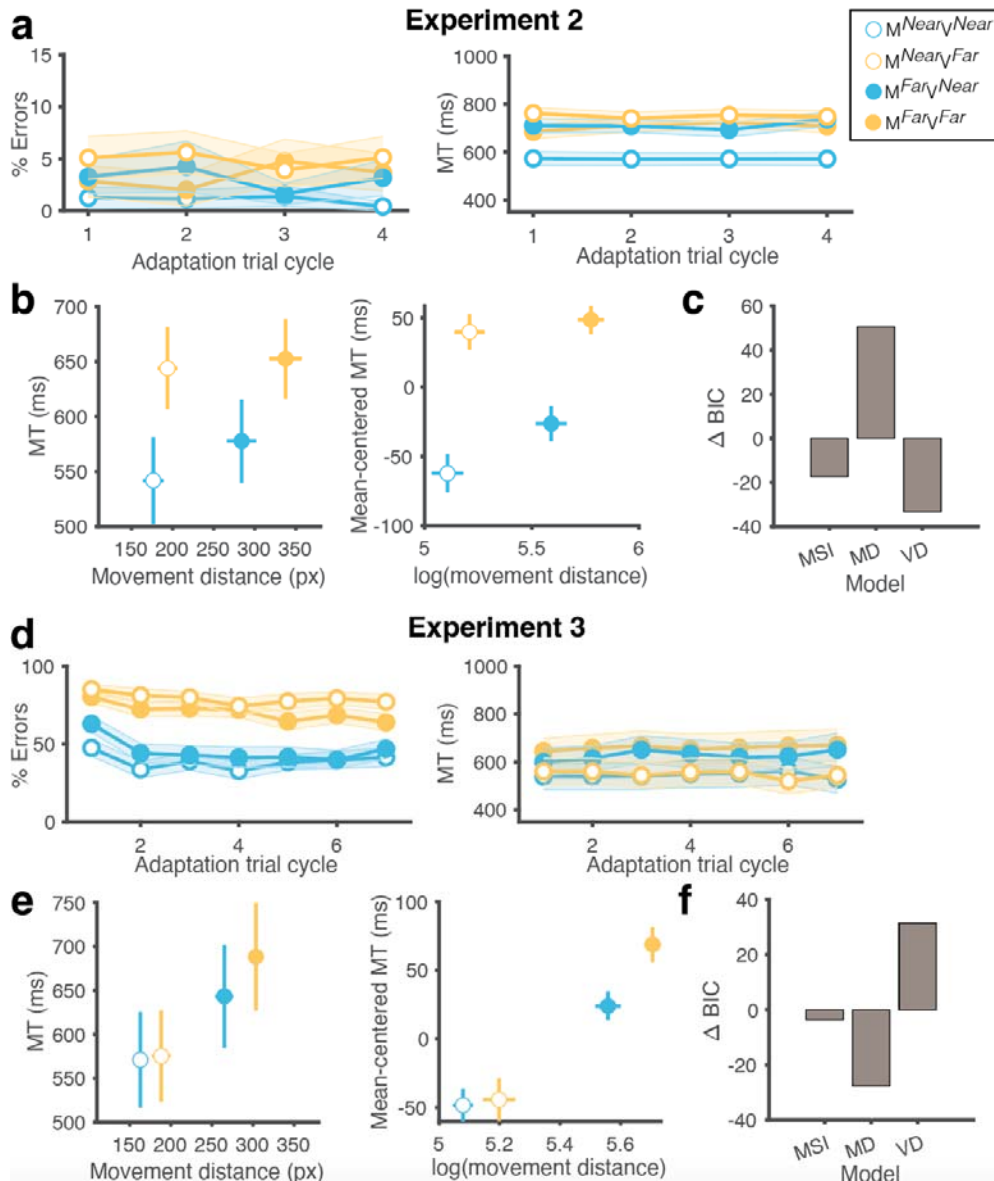 a
Experiment 2
M^Near V^Near
M^Near V^Far
M^Far V^Near
M^Far V^Far
% Errors
15
10
5
0
1 2 3 4
Adaptation trial cycle
MT (ms)
1000
800
600
400
1 2 3 4
Adaptation trial cycle
b
MT (ms)
700
650
600
550
500
150 200 250 300 350
Movement distance (px)
Mean-centered MT (ms)
50
0
-50
-100
5 5.5 6
log(movement distance)
c
Δ BIC
60
40
20
0
-20
-40
MSI MD VD
Model
d
Experiment 3
% Errors
100
50
0
2 4 6
Adaptation trial cycle
MT (ms)
1000
800
600
400
2 4 6
Adaptation trial cycle
e
MT (ms)
750
700
650
600
550
500
150 200 250 300 350
Movement distance (px)
Mean-centered MT (ms)
100
50
0
-50
5 5.2 5.4 5.6
log(movement distance)
f
Δ BIC
40
20
0
-20
-40
MSI MD VD
Model